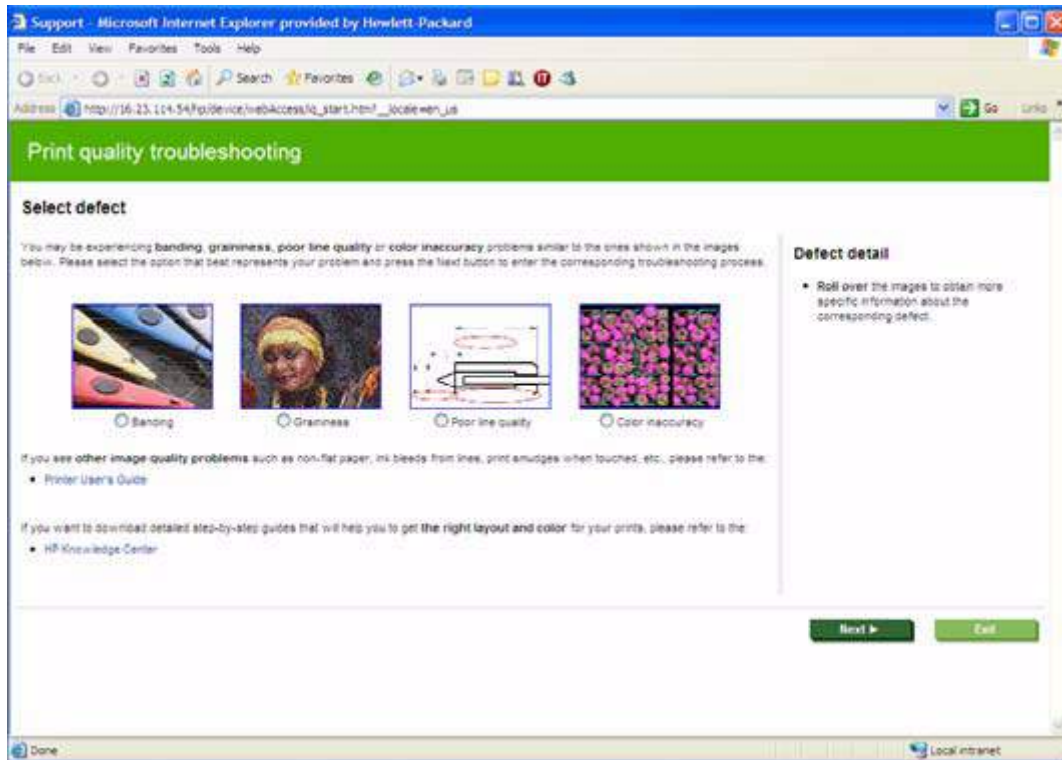 Support - Microsoft Internet Explorer provided by Hewlett-Packard
File Edit View Favorites Tools Help
Back Search Favorites
Address Go Links
Print quality troubleshooting
Select defect
You may be experiencing banding, graininess, poor line quality or color inaccuracy problems similar to the ones shown in the images
below. Please select the option that best represents your problem and press the Next button to enter the corresponding troubleshooting process.
Banding Graininess Poor line quality Color inaccuracy
If you see other image quality problems such as non-flat paper, ink bleeds from lines, print smudges when touched, etc., please refer to the:
• Printer User's Guide
If you want to download detailed step-by-step guides that will help you to get the right layout and color for your prints, please refer to the:
• HP Knowledge Center
Defect detail
• Roll over the images to obtain more
specific information about the
corresponding defect.
Next Exit
Done Local intranet